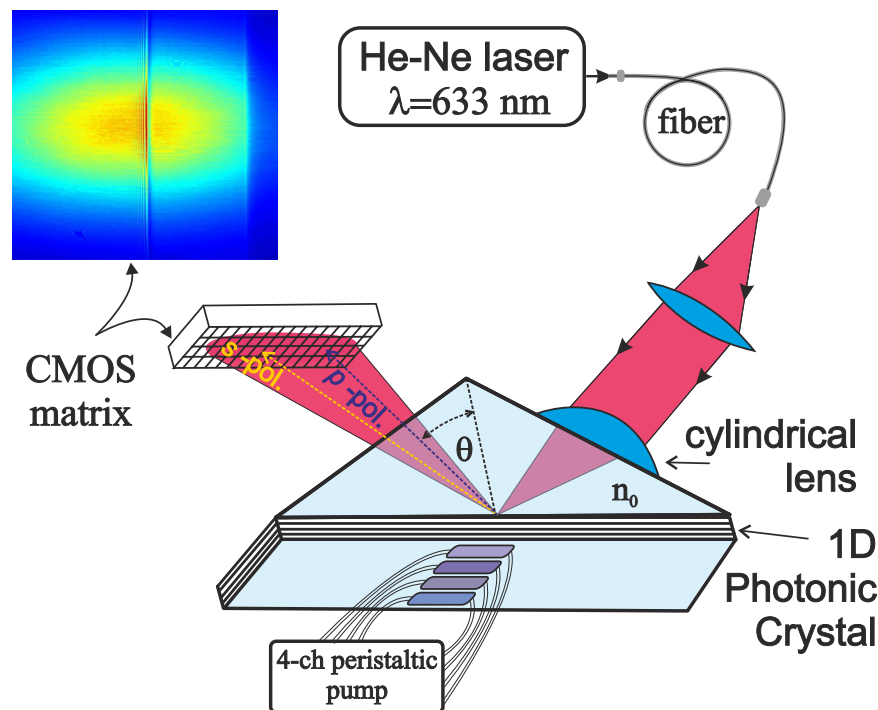 He-Ne laser
λ=633 nm
fiber
CMOS
matrix
s -pol.
p -pol.
θ
n₀
cylindrical
lens
1D
Photonic
Crystal
4-ch peristaltic
pump